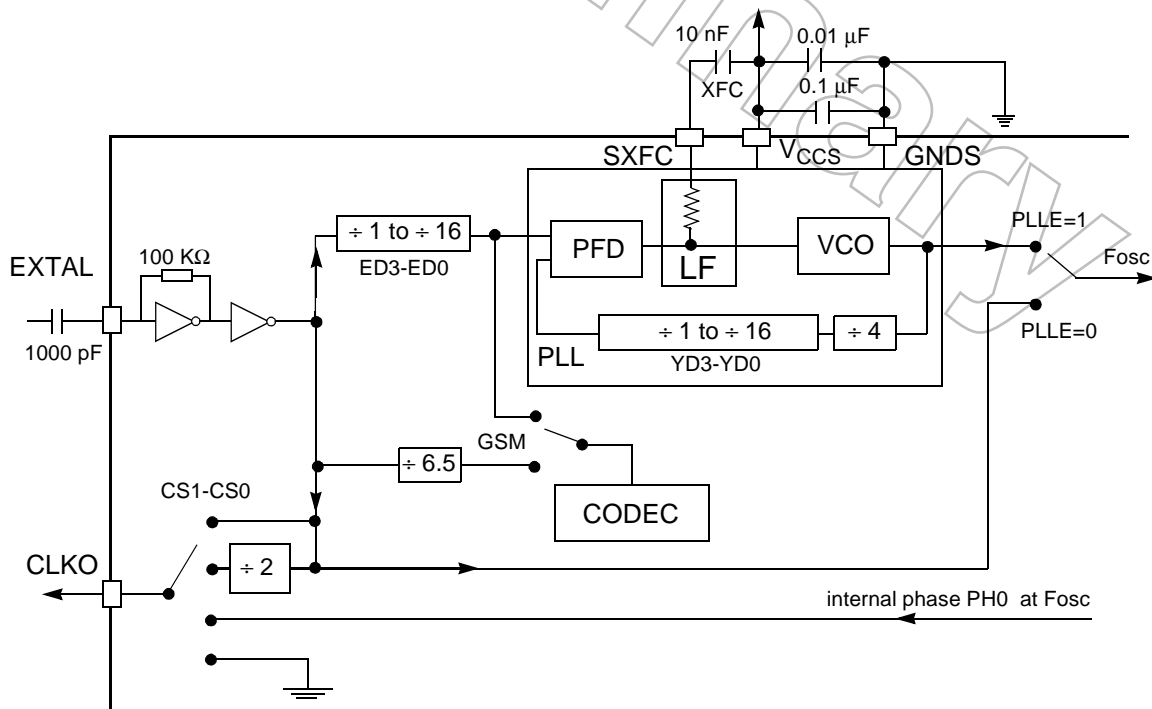 10 nF
0.01 μF
XFC
0.1 μF
SXFC
VCCS
GNDS
÷ 1 to ÷ 16
ED3-ED0
PFD
LF
VCO
PLLE=1
Fosc
EXTAL
100 KΩ
1000 pF
÷ 1 to ÷ 16
÷ 4
PLL
YD3-YD0
PLLE=0
GSM
÷ 6.5
CODEC
CS1-CS0
CLKO
÷ 2
internal phase PH0 at Fosc